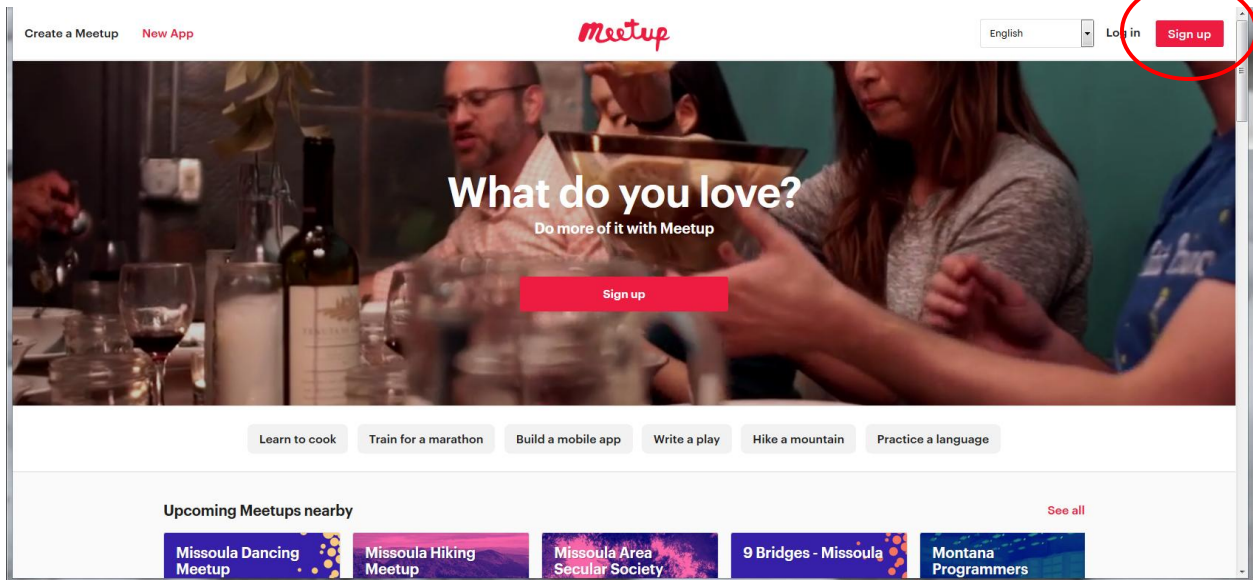 Create a Meetup New App Meetup English Log in Sign up
What do you love?
Do more of it with Meetup
Sign up
Learn to cook Train for a marathon Build a mobile app Write a play Hike a mountain Practice a language
Upcoming Meetups nearby See all
Missoula Dancing
Meetup
Missoula Hiking
Meetup
Missoula Area
Secular Society
9 Bridges - Missoula
Montana
Programmers